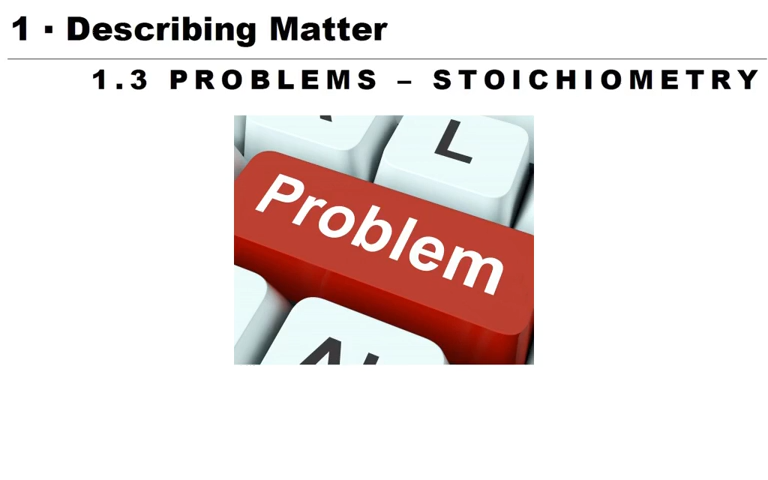 1 ▪ Describing Matter
1.3 PROBLEMS – STOICHIOMETRY
L
Problem